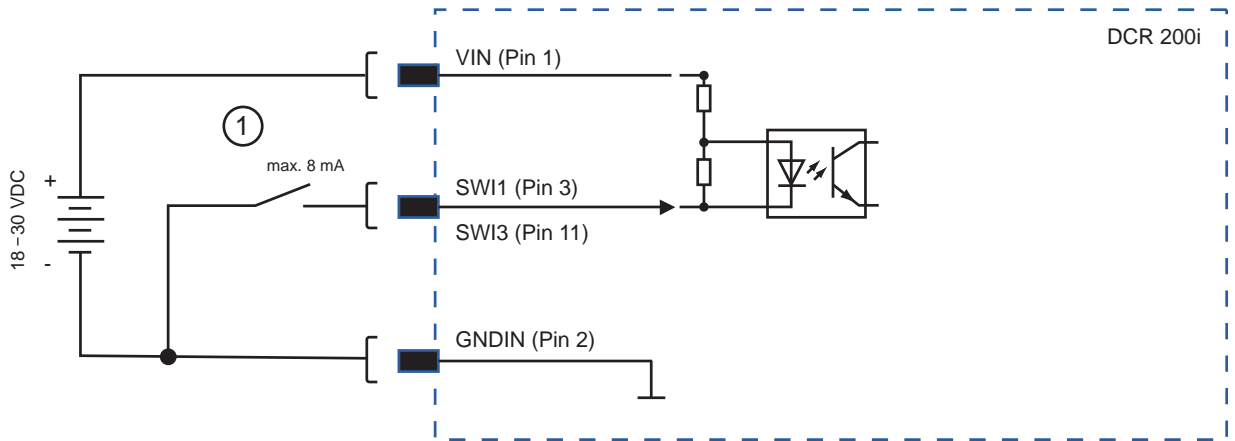 DCR 200i
VIN (Pin 1)
1
max. 8 mA
SWI1 (Pin 3)
SWI3 (Pin 11)
+
18 –30 VDC
-
GNDIN (Pin 2)